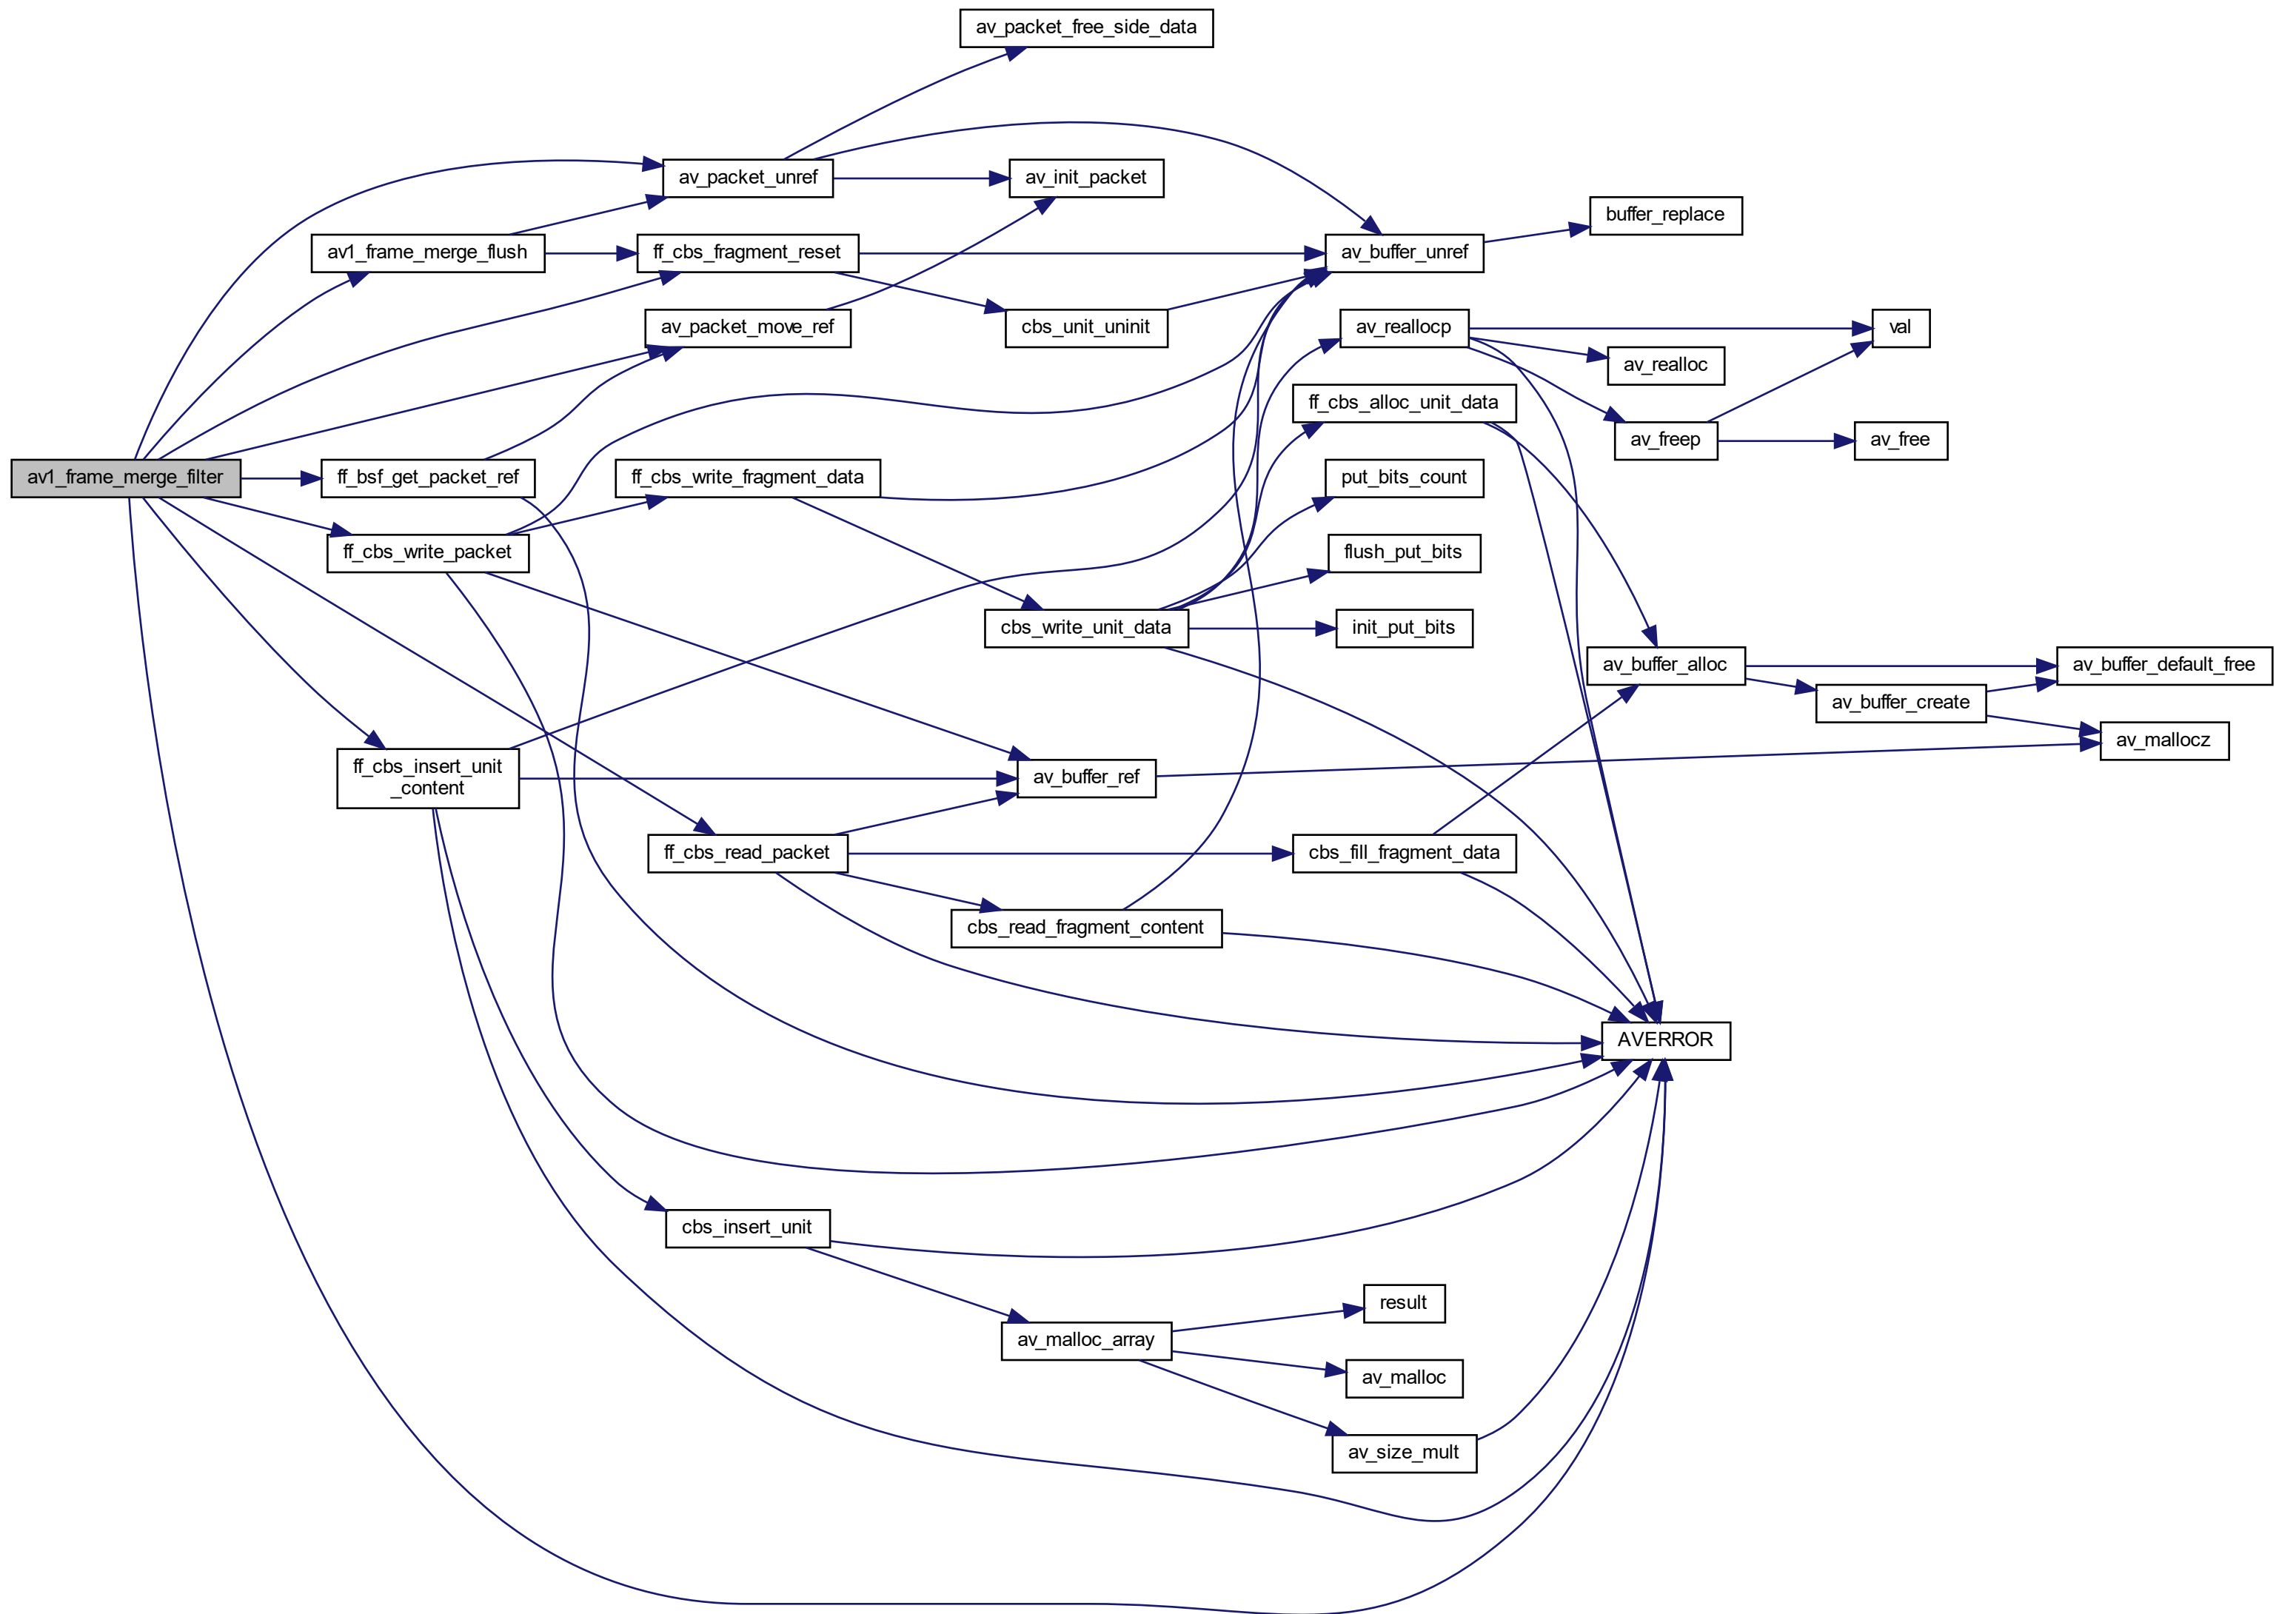 av_packet_free_side_data
av_packet_unref
av_init_packet
buffer_replace
av1_frame_merge_flush
ff_cbs_fragment_reset
av_buffer_unref
av_packet_move_ref
cbs_unit_uninit
av_reallocp
val
av_realloc
ff_cbs_alloc_unit_data
av_freep
av_free
av1_frame_merge_filter
ff_bsf_get_packet_ref
ff_cbs_write_fragment_data
put_bits_count
ff_cbs_write_packet
flush_put_bits
cbs_write_unit_data
init_put_bits
av_buffer_alloc
av_buffer_default_free
av_buffer_create
av_mallocz
ff_cbs_insert_unit
_content
av_buffer_ref
ff_cbs_read_packet
cbs_fill_fragment_data
cbs_read_fragment_content
AVERROR
cbs_insert_unit
result
av_malloc_array
av_malloc
av_size_mult